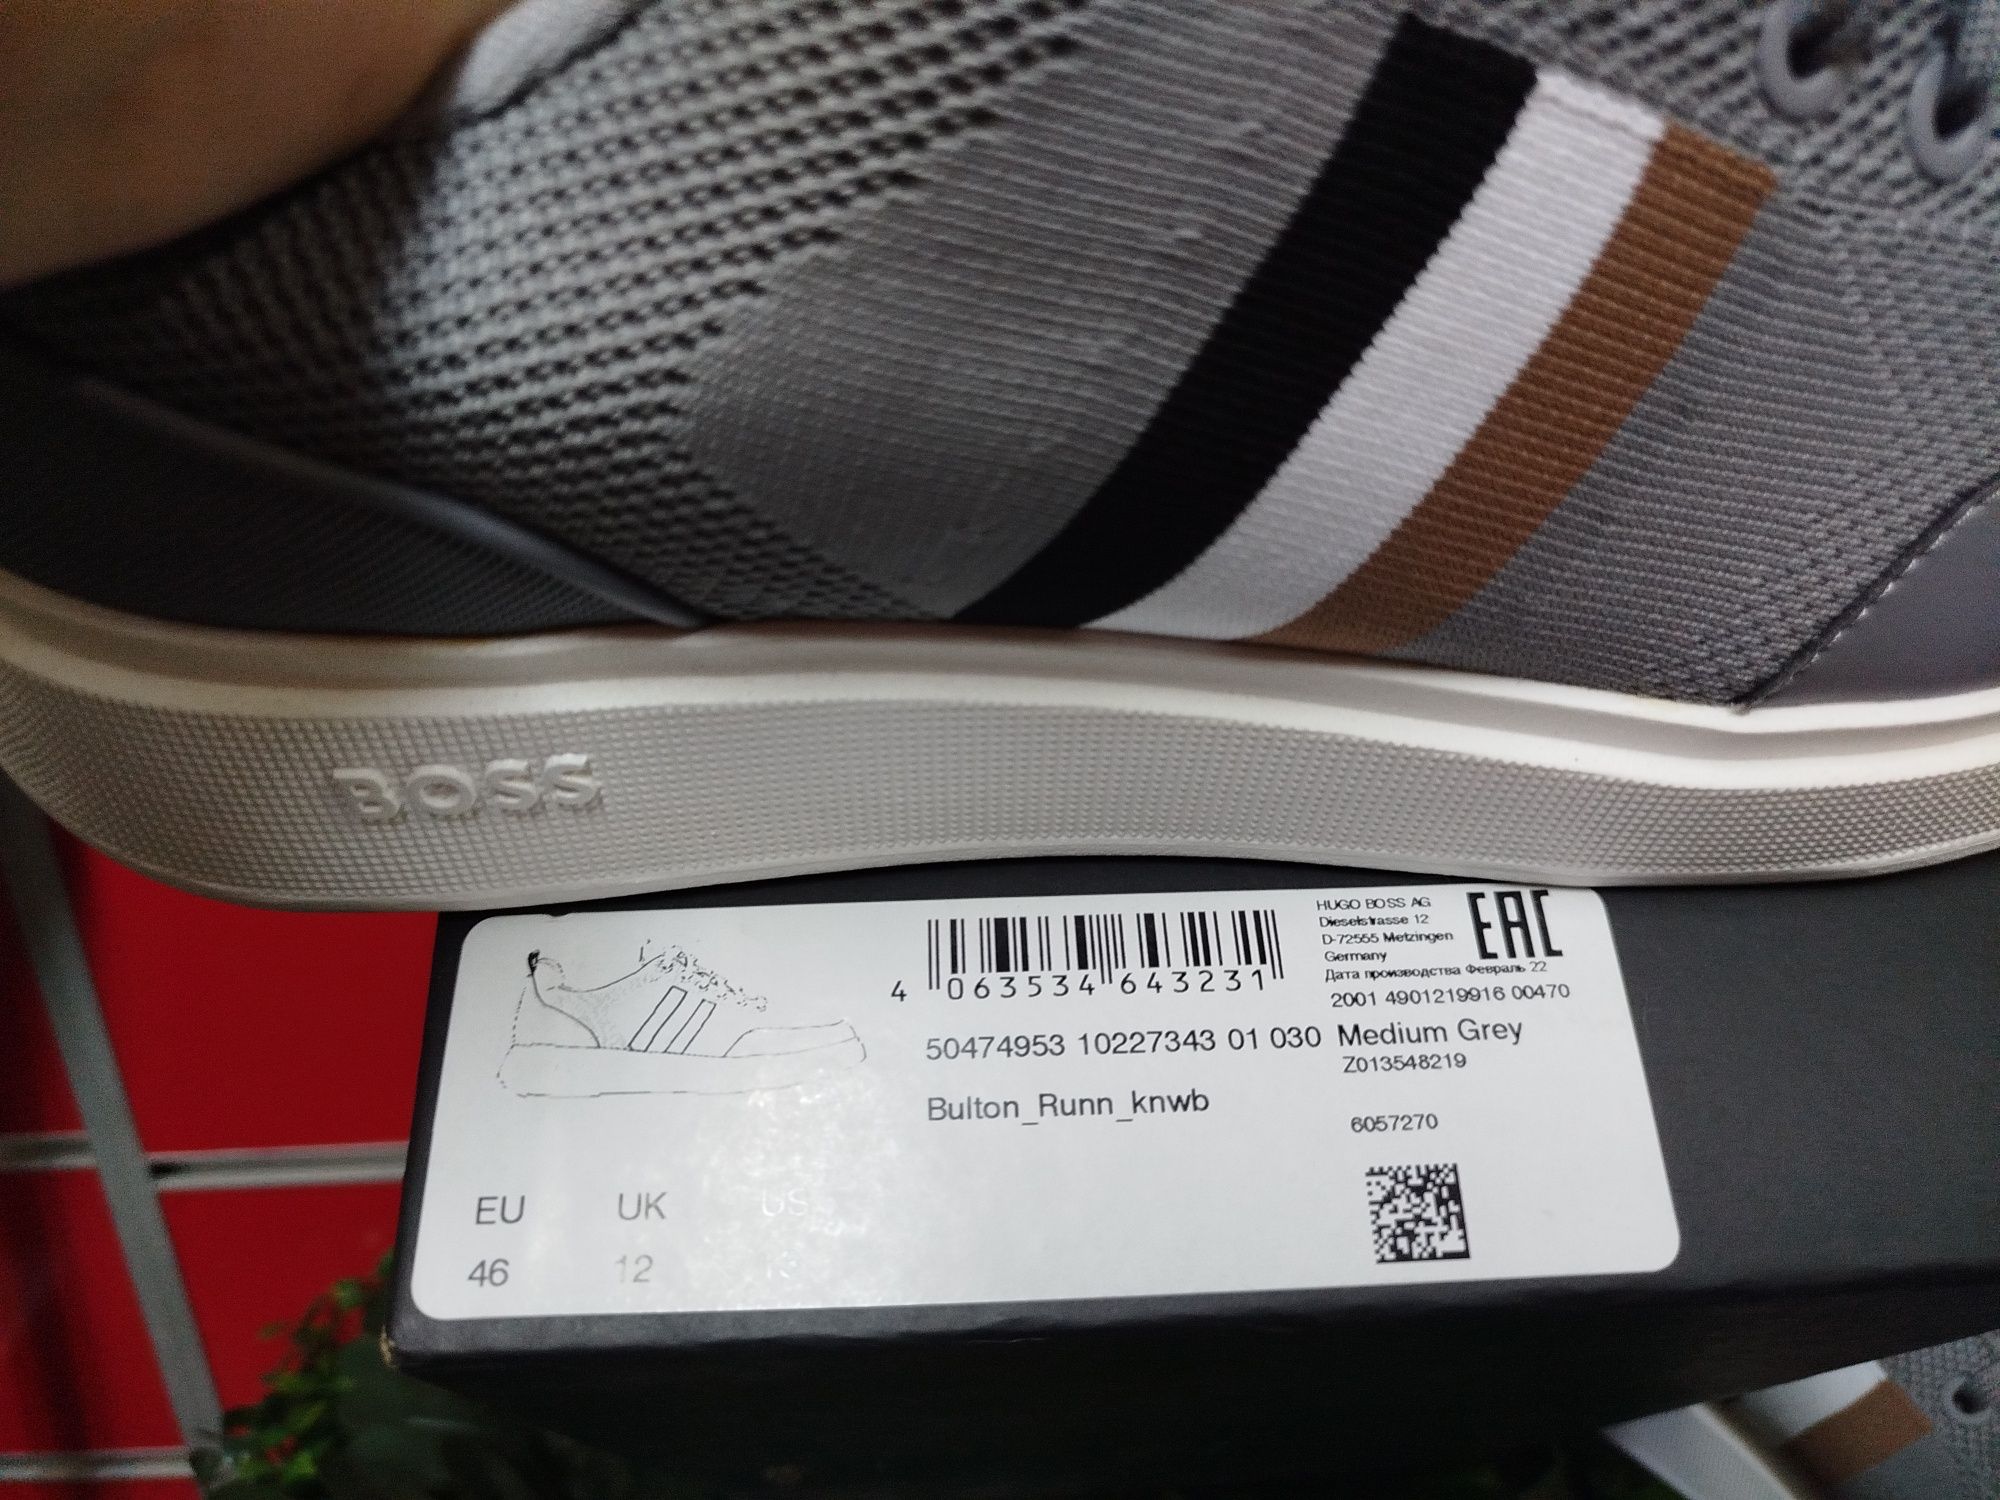 BOSS
HUGO BOSS AG
Dieselstrasse 12
D-72555 Metzingen
Germany
EAC
Дата производства Февраль 22
4 063534 643231
2001 4901219916 00470
50474953 10227343 01 030 Medium Grey
Z013548219
Bulton_Runn_knwb
6057270
EU UK US
46 12